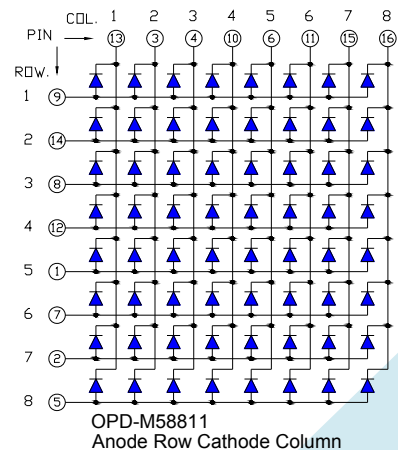 COL. 1 2 3 4 5 6 7 8
PIN 13 3 4 10 6 11 15 16
ROW.
1 9
2 14
3 8
4 12
5 1
6 7
7 2
8 5
OPD-M58811
Anode Row Cathode Column